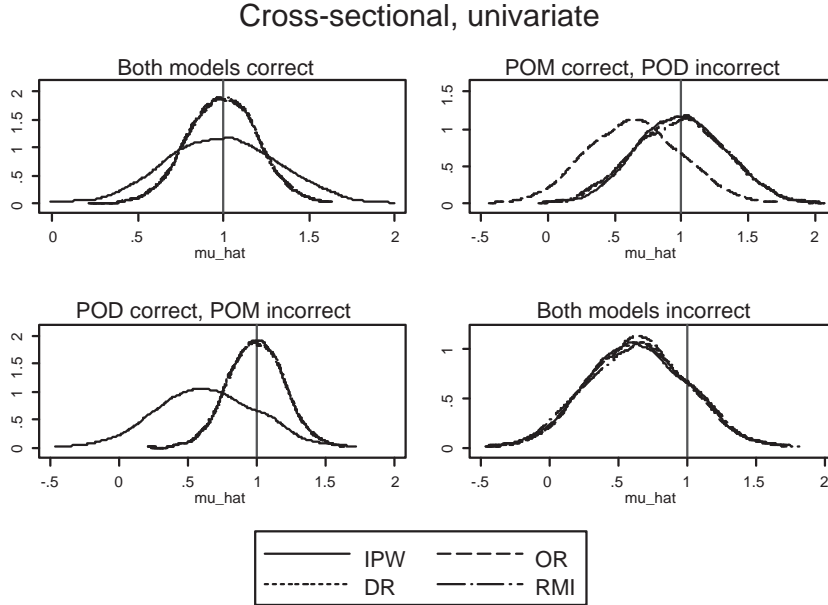 Cross-sectional, univariate
Both models correct
0 .5 1 1.5 2
0 .5 1 1.5 2
mu_hat
POM correct, POD incorrect
0 .5 1 1.5
-.5 0 .5 1 1.5 2
mu_hat
POD correct, POM incorrect
0 .5 1 1.5 2
-.5 0 .5 1 1.5 2
mu_hat
Both models incorrect
0 .5 1
-.5 0 .5 1 1.5 2
mu_hat
IPW OR
DR RMI